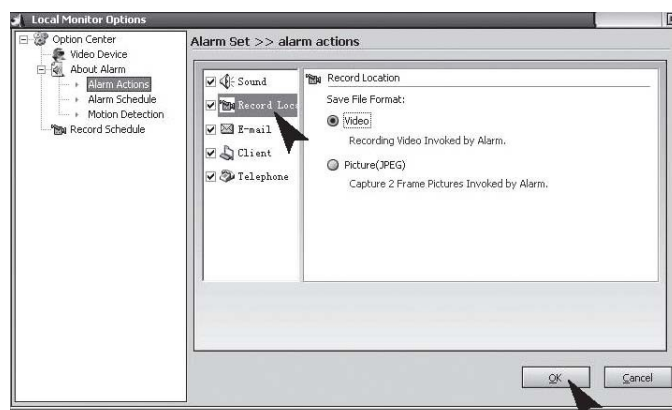 Local Monitor Options
Option Center
Video Device
About Alarm
Alarm Actions
Alarm Schedule
Motion Detection
Record Schedule
Alarm Set >> alarm actions
Sound
Record Loc
E-mail
Client
Telephone
Record Location
Save File Format:
Video
Recording Video Invoked by Alarm.
Picture(JPEG)
Capture 2 Frame Pictures Invoked by Alarm.
OK
Cancel